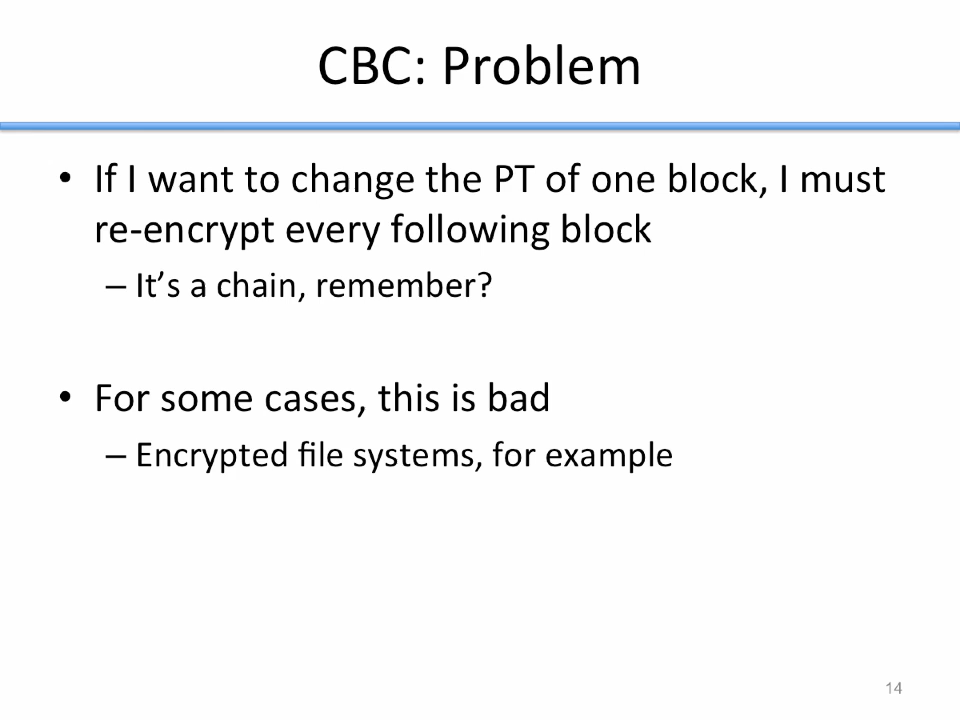 CBC: Problem
• If I want to change the PT of one block, I must
re-encrypt every following block
– It’s a chain, remember?
• For some cases, this is bad
– Encrypted file systems, for example
14